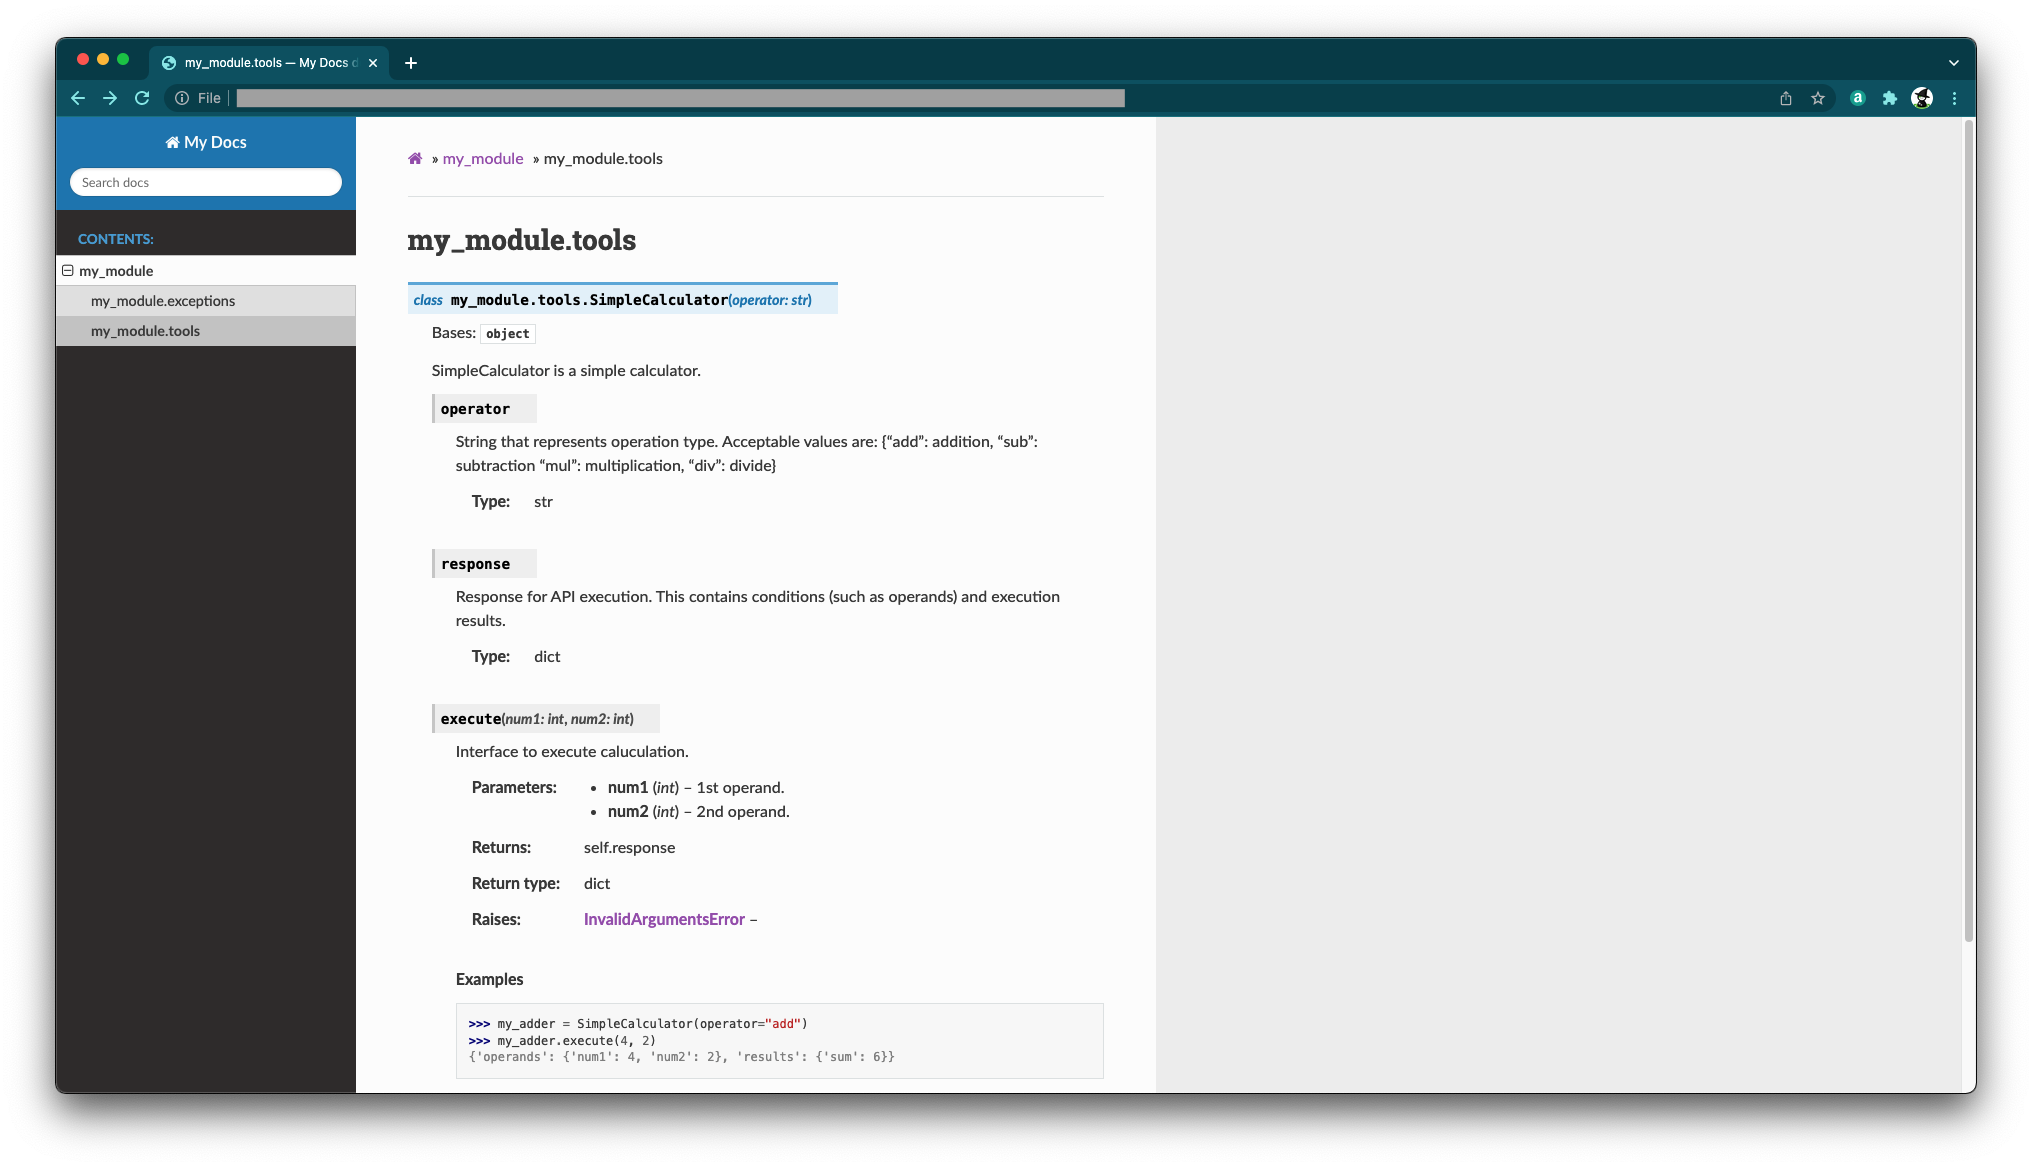 my_module.tools — My Docs d
File
My Docs
Search docs
CONTENTS:
my_module
my_module.exceptions
my_module.tools
» my_module » my_module.tools
my_module.tools
class my_module.tools.SimpleCalculator(operator: str)
Bases: object
SimpleCalculator is a simple calculator.
operator
String that represents operation type. Acceptable values are: {“add”: addition, “sub”:
subtraction “mul”: multiplication, “div”: divide}
Type: str
response
Response for API execution. This contains conditions (such as operands) and execution
results.
Type: dict
execute(num1: int, num2: int)
Interface to execute caluculation.
Parameters: • num1 (int) – 1st operand.
• num2 (int) – 2nd operand.
Returns: self.response
Return type: dict
Raises: InvalidArgumentsError –
Examples
>>> my_adder = SimpleCalculator(operator="add")
>>> my_adder.execute(4, 2)
{'operands': {'num1': 4, 'num2': 2}, 'results': {'sum': 6}}